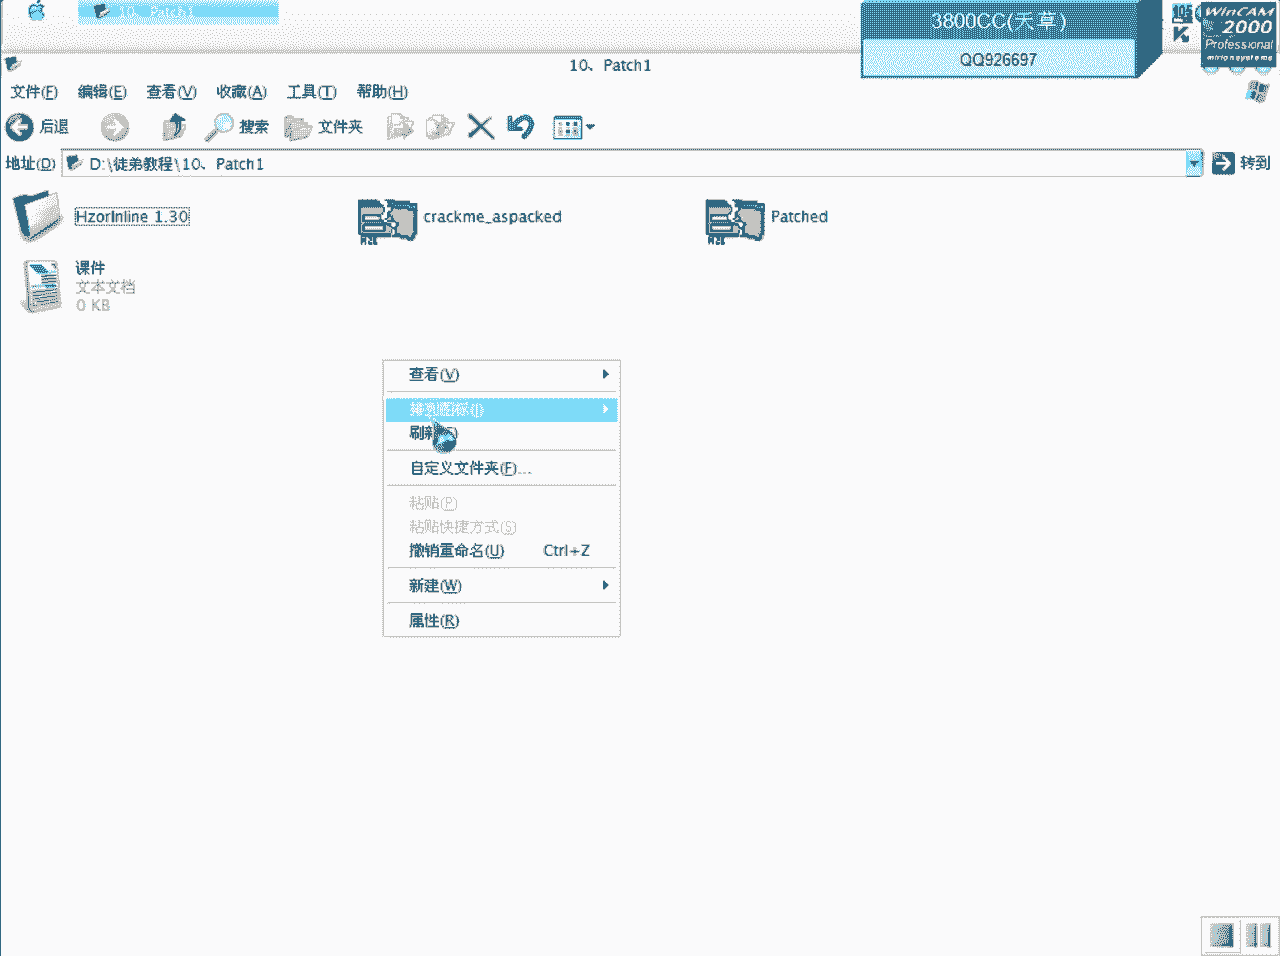 10、Patch1
3800CC(天草)
QQ926697
WinCAM
2000
Professional
10、Patch1
文件(F) 编辑(E) 查看(V) 收藏(A) 工具(T) 帮助(H)
后退 搜索 文件夹
地址(D) D:\徒弟教程\10、Patch1 转到
HzorInline 1.30 crackme_aspacked Patched
课件
文本文档
0 KB
查看(V)
排列图标(I)
刷新
自定义文件夹(F)...
粘贴(P)
粘贴快捷方式(S)
撤销重命名(U) Ctrl+Z
新建(W)
属性(R)